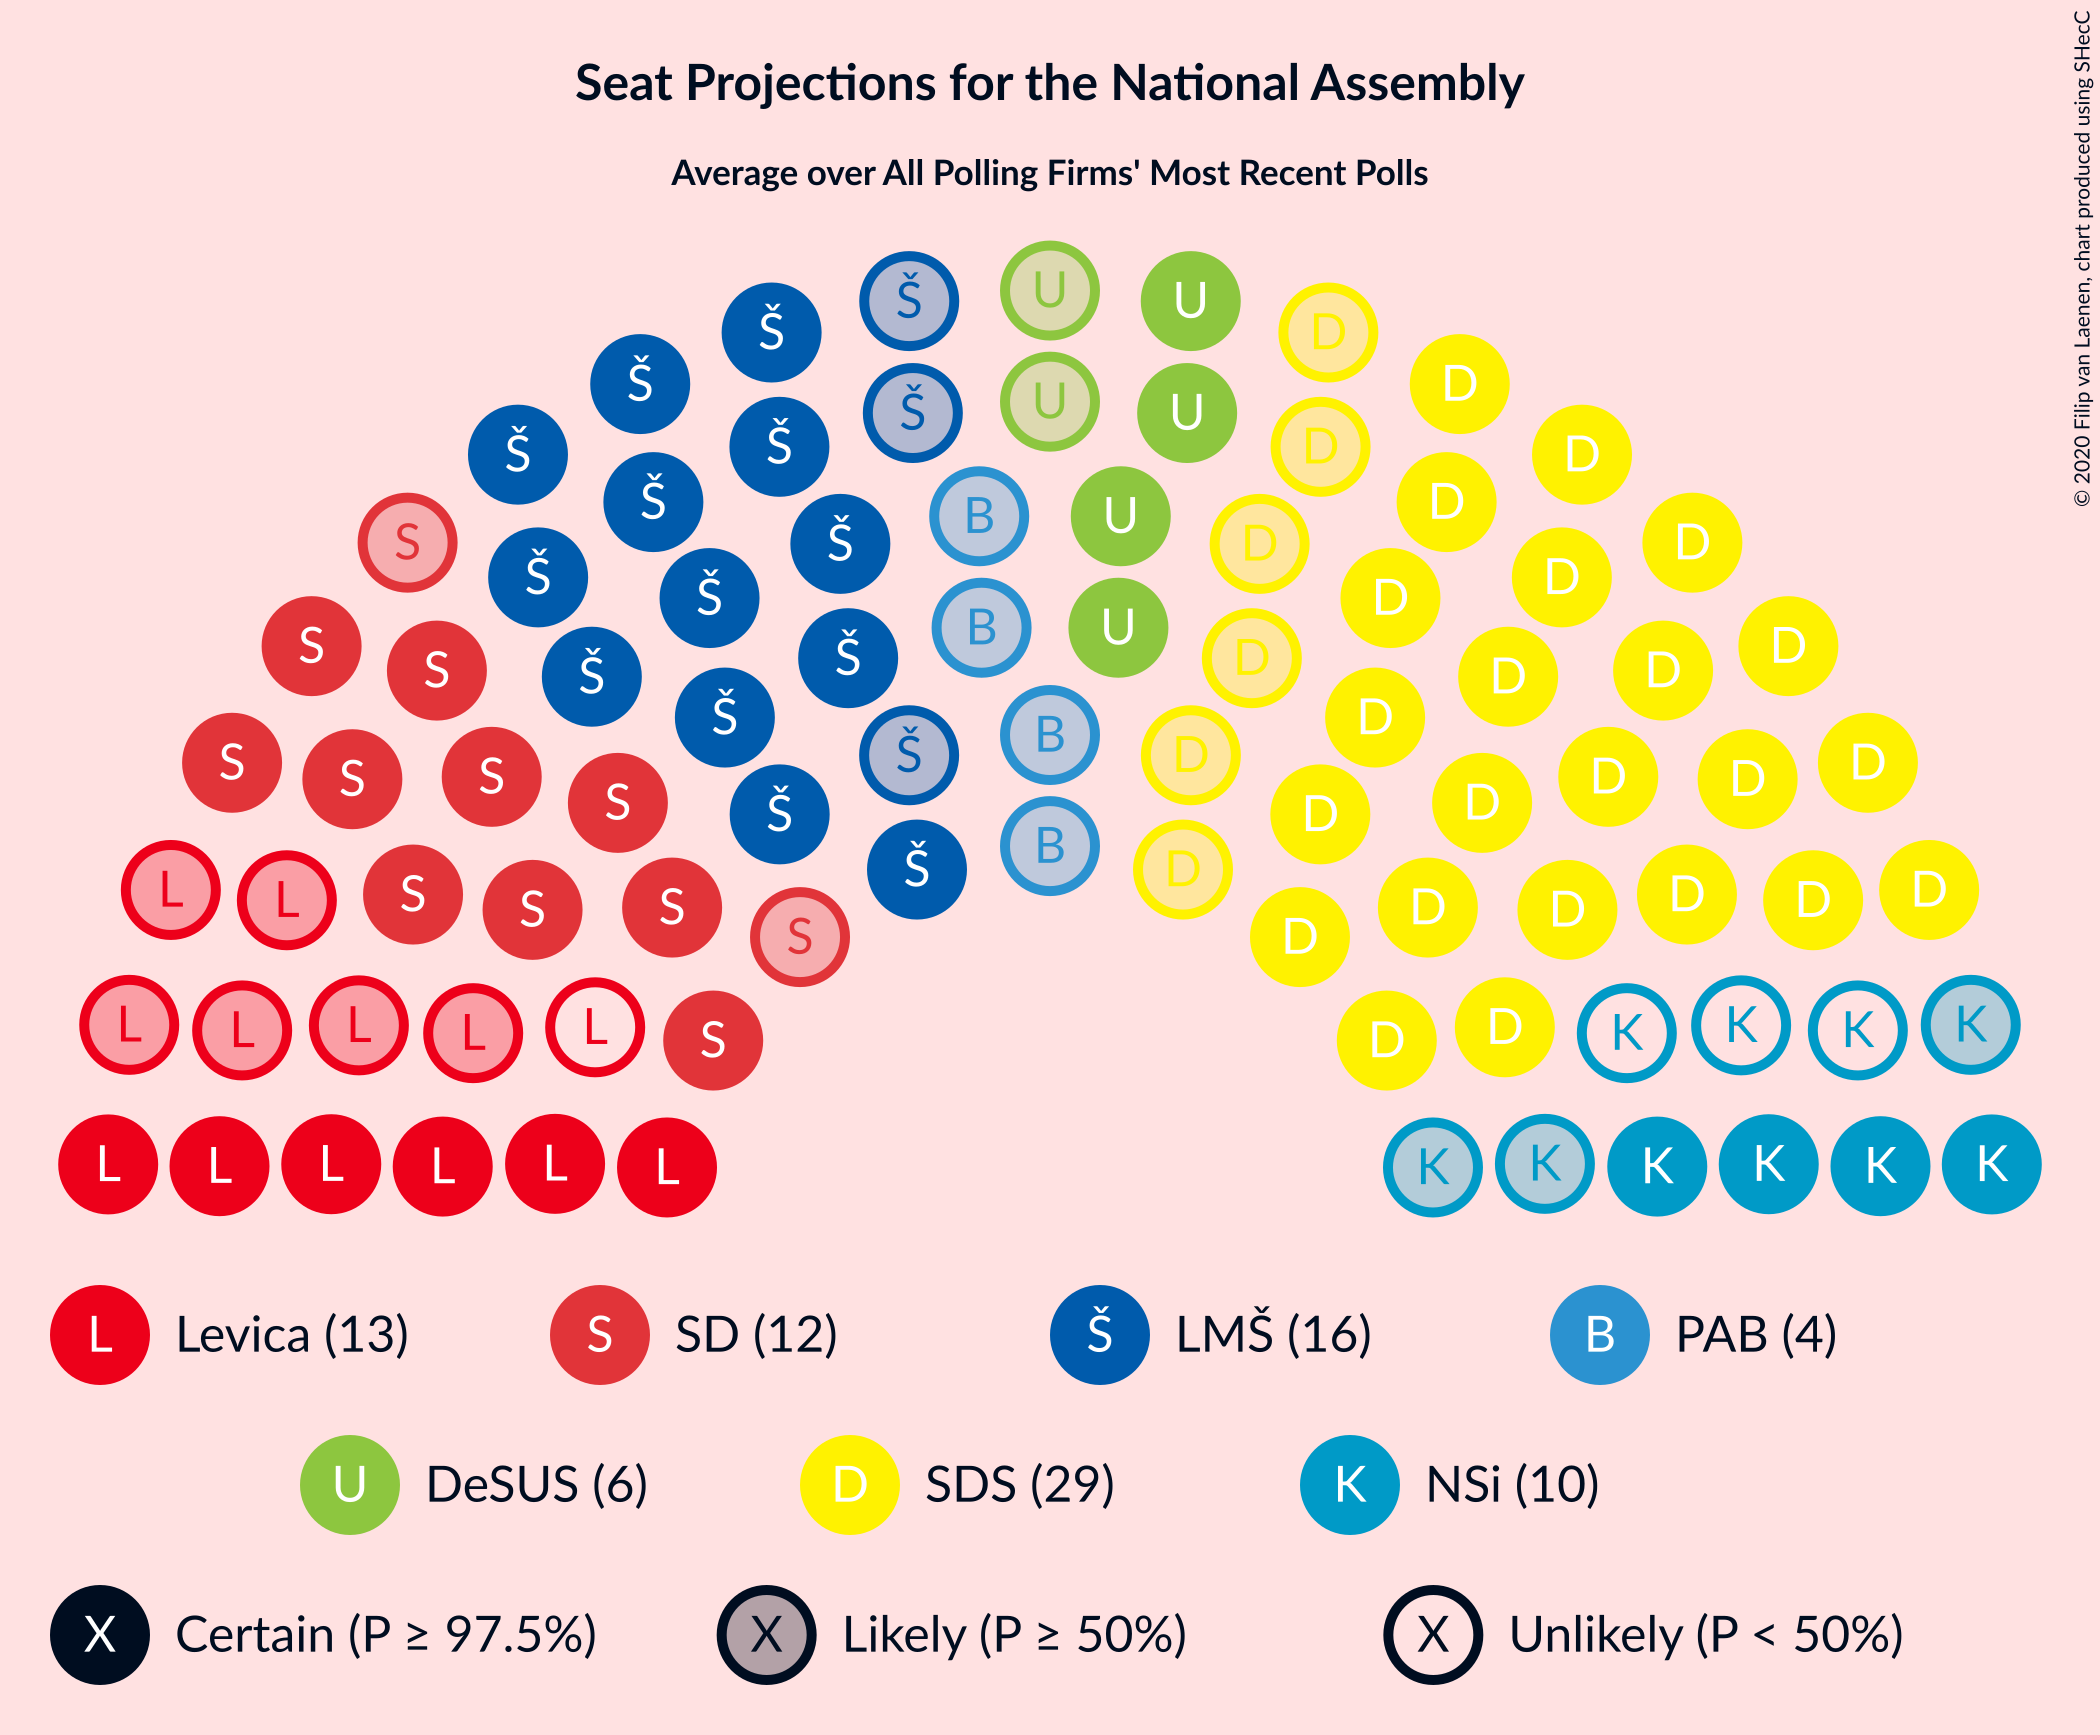 Seat Projections for the National Assembly
Average over All Polling Firms' Most Recent Polls
© 2020 Filip van Laenen, chart produced using SHecC
Š U U D
Š D
Š Š U U D
Š Š D
Š B U D D
S Š Š D D D
Š Š D D
S Š B U D D
S Š Š D D D
Š Š B D D
S S S Š D D D D
S Š D D
L L S S S Š B D D D D D D
S S D D
L L L L L S D D K K K K
L L L L L L K K K K K K
L Levica (13) S SD (12) Š LMŠ (16) B PAB (4)
U DeSUS (6) D SDS (29) K NSi (10)
X Certain (P ≥ 97.5%) X Likely (P ≥ 50%) X Unlikely (P < 50%)